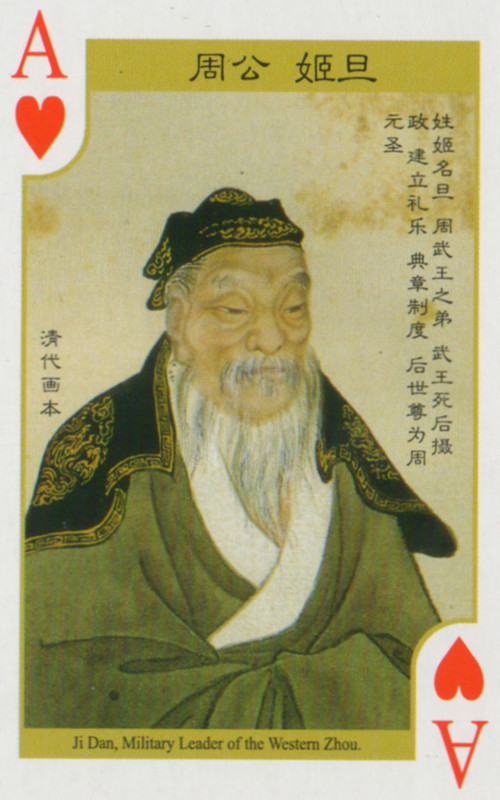 A
周公 姬旦
姓姬名旦 周武王之弟 武王死后摄
政 建立礼乐 典章制度 后世尊为周
元圣
清代画本
Ji Dan, Military Leader of the Western Zhou.
A